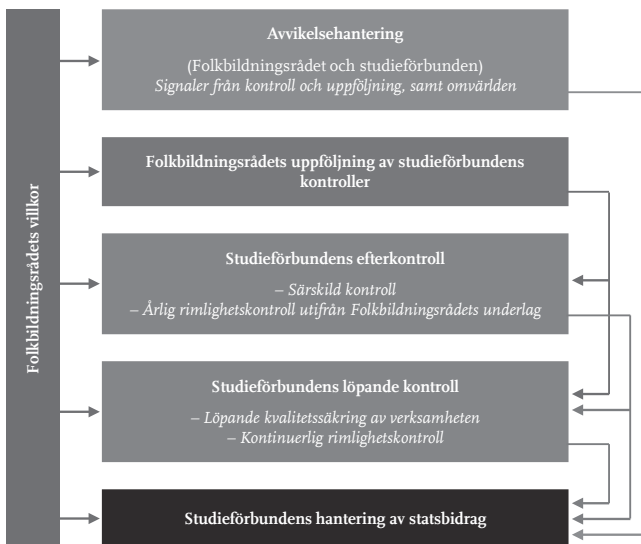 Folkbildningsrådets villkor
Avvikelsehantering
(Folkbildningsrådet och studieförbunden)
Signaler från kontroll och uppföljning, samt omvärlden
Folkbildningsrådets uppföljning av studieförbundens
kontroller
Studieförbundens efterkontroll
– Särskild kontroll
– Årlig rimlighetskontroll utifrån Folkbildningsrådets underlag
Studieförbundens löpande kontroll
– Löpande kvalitetssäkring av verksamheten
– Kontinuerlig rimlighetskontroll
Studieförbundens hantering av statsbidrag